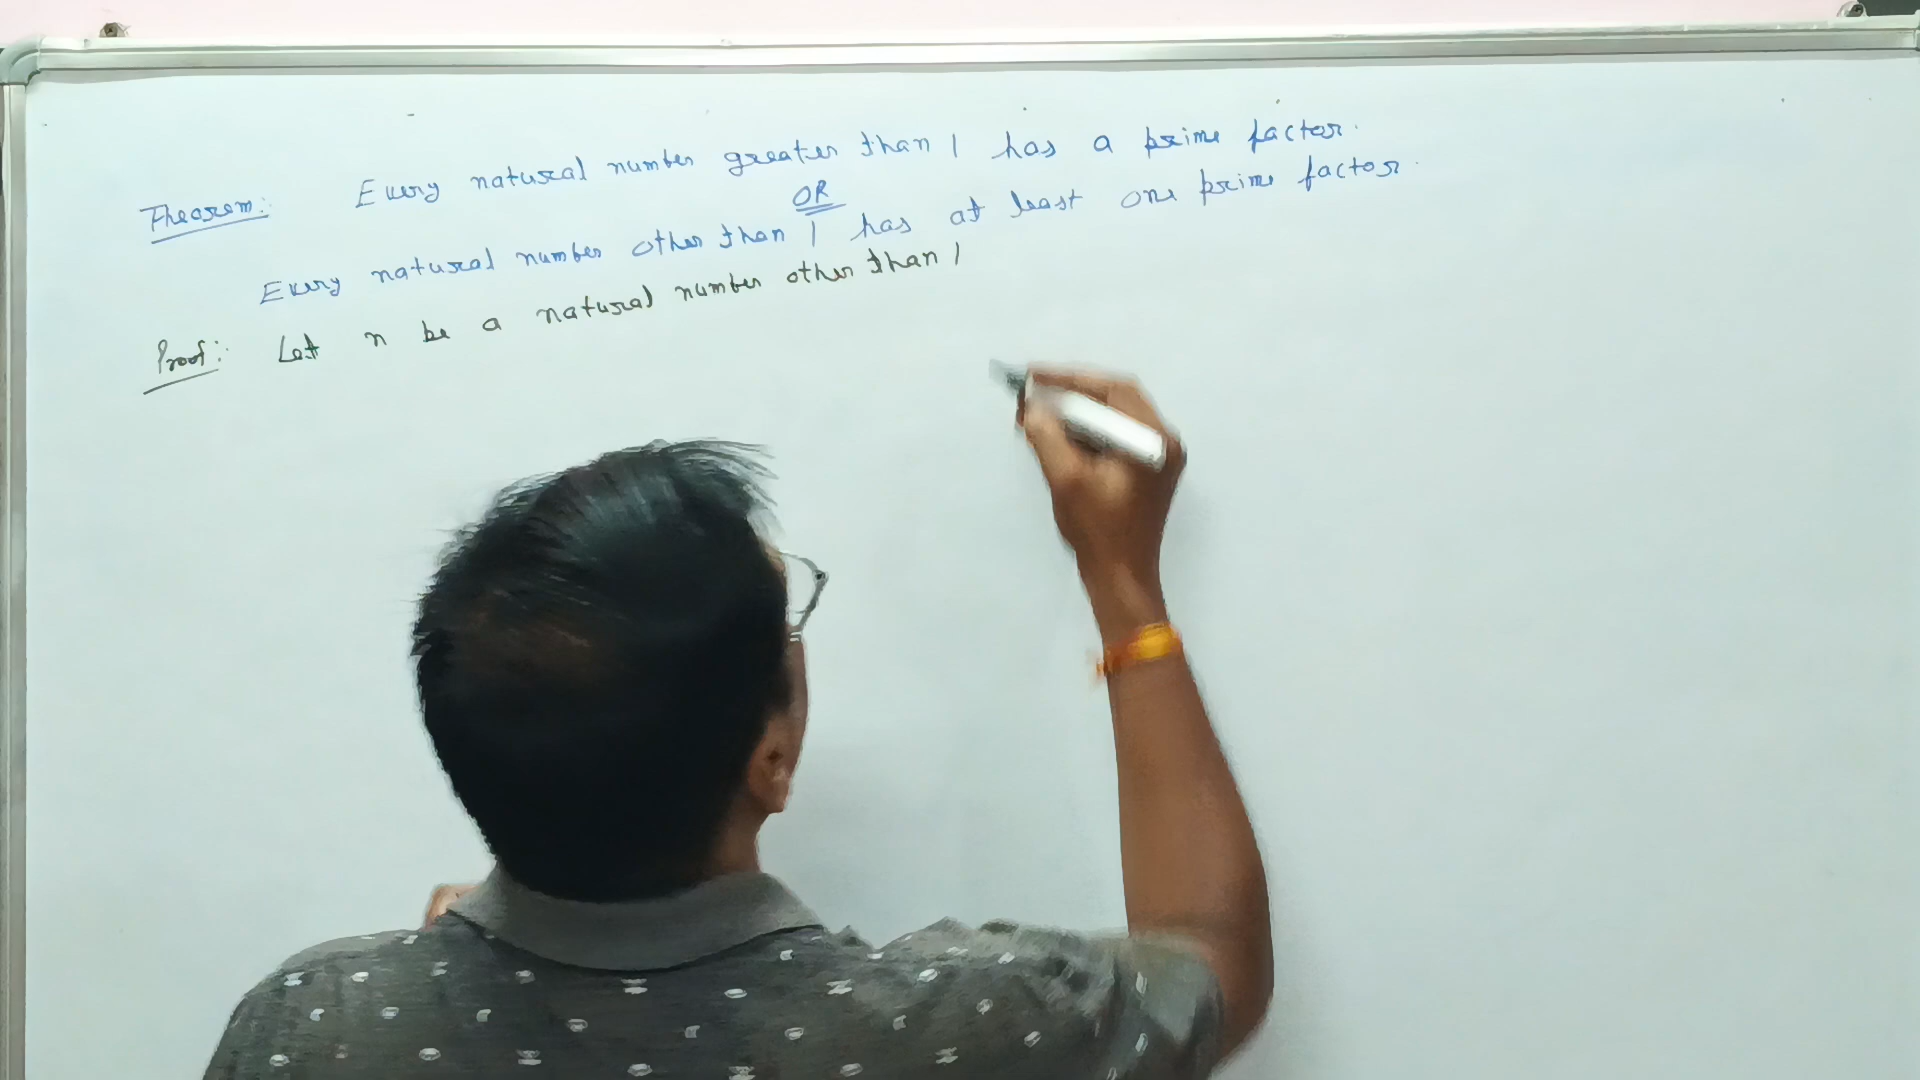 Theorem: Every natural number greater than 1 has a prime factor.
OR
Every natural number other than 1 has at least one prime factor.
Proof: Let n be a natural number other than 1